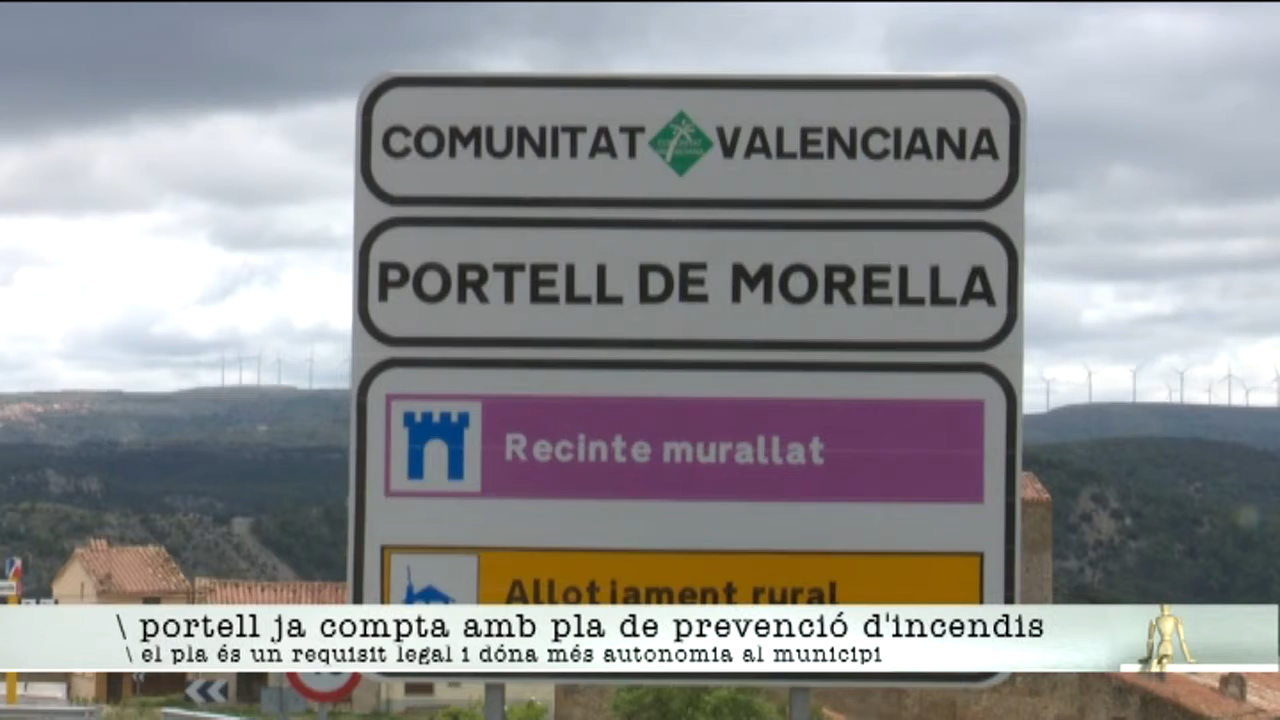 COMUNITAT VALENCIANA
PORTELL DE MORELLA
Recinte murallat
Allotjament rural
\ portell ja compta amb pla de prevenció d'incendis
\ el pla és un requisit legal i dóna més autonomia al municipi